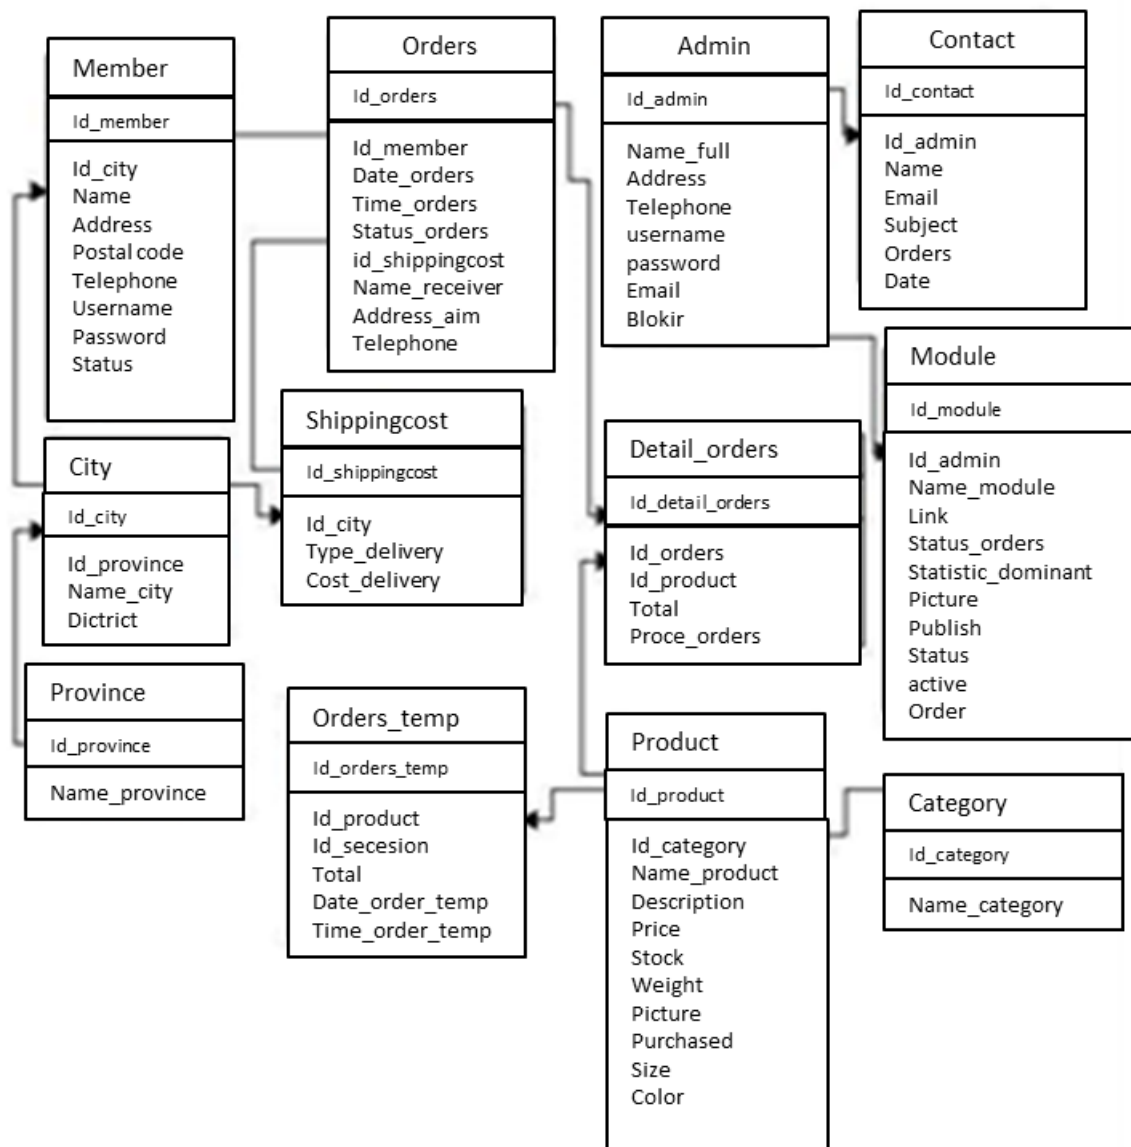 Member
Id_member
Id_city
Name
Address
Postal code
Telephone
Username
Password
Status
Orders
Id_orders
Id_member
Date_orders
Time_orders
Status_orders
id_shippingcost
Name_receiver
Address_aim
Telephone
Admin
Id_admin
Name_full
Address
Telephone
username
password
Email
Blokir
Contact
Id_contact
Id_admin
Name
Email
Subject
Orders
Date
City
Id_city
Id_province
Name_city
Dictrict
Shippingcost
Id_shippingcost
Id_city
Type_delivery
Cost_delivery
Detail_orders
Id_detail_orders
Id_orders
Id_product
Total
Proce_orders
Module
Id_module
Id_admin
Name_module
Link
Status_orders
Statistic_dominant
Picture
Publish
Status
active
Order
Province
Id_province
Name_province
Orders_temp
Id_orders_temp
Id_product
Id_secesion
Total
Date_order_temp
Time_order_temp
Product
Id_product
Id_category
Name_product
Description
Price
Stock
Weight
Picture
Purchased
Size
Color
Category
Id_category
Name_category